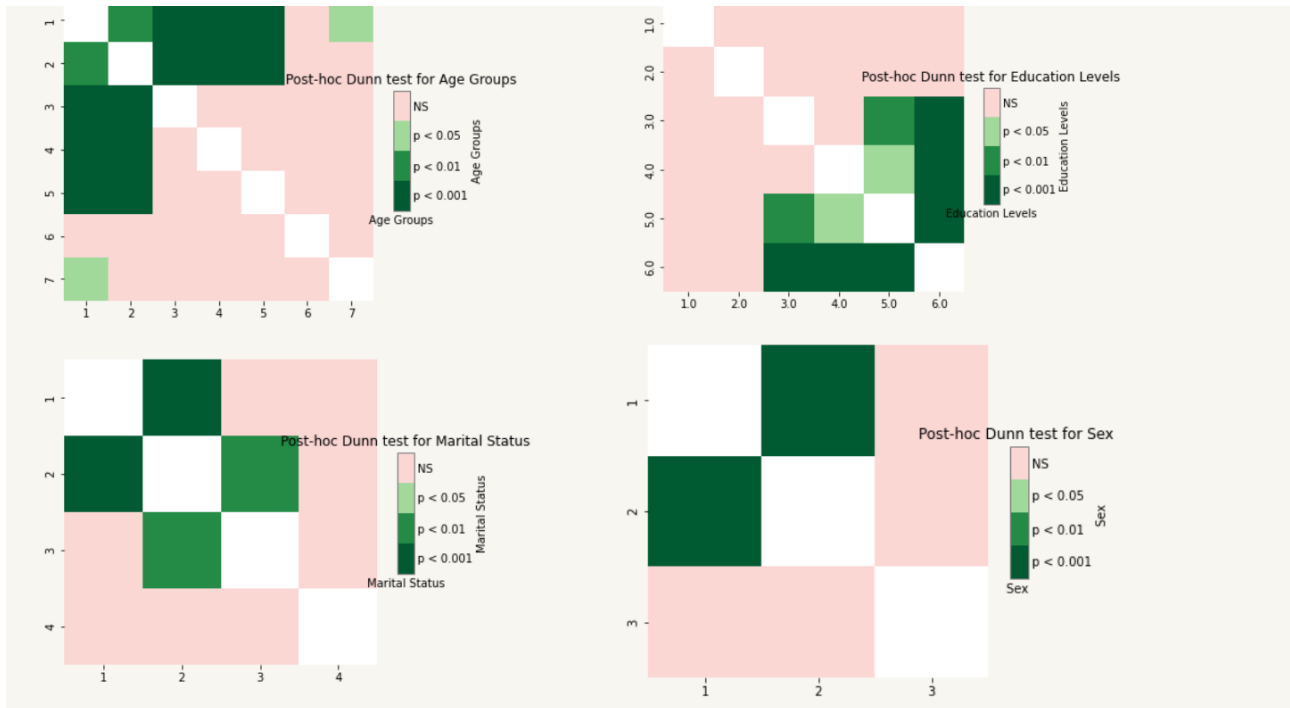 1
2
3
4
5
6
7
1 2 3 4 5 6 7
Post-hoc Dunn test for Age Groups
NS
p < 0.05
p < 0.01
p < 0.001
Age Groups
Age Groups
1.0
2.0
3.0
4.0
5.0
6.0
1.0 2.0 3.0 4.0 5.0 6.0
Post-hoc Dunn test for Education Levels
NS
p < 0.05
p < 0.01
p < 0.001
Education Levels
Education Levels
1
2
3
4
1 2 3 4
Post-hoc Dunn test for Marital Status
NS
p < 0.05
p < 0.01
p < 0.001
Marital Status
Marital Status
1
2
3
1 2 3
Post-hoc Dunn test for Sex
NS
p < 0.05
p < 0.01
p < 0.001
Sex
Sex